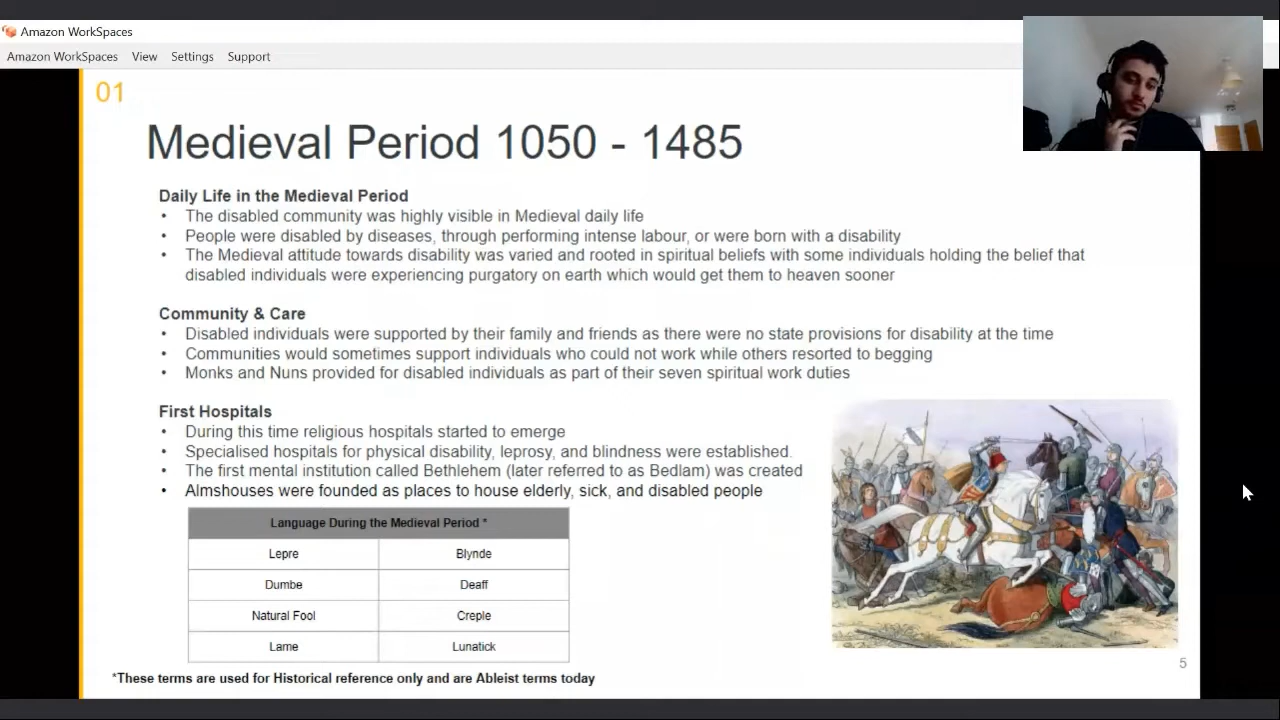 Amazon WorkSpaces
Amazon WorkSpaces View Settings Support
01
Medieval Period 1050 - 1485
Daily Life in the Medieval Period
• The disabled community was highly visible in Medieval daily life
• People were disabled by diseases, through performing intense labour, or were born with a disability
• The Medieval attitude towards disability was varied and rooted in spiritual beliefs with some individuals holding the belief that
disabled individuals were experiencing purgatory on earth which would get them to heaven sooner
Community & Care
• Disabled individuals were supported by their family and friends as there were no state provisions for disability at the time
• Communities would sometimes support individuals who could not work while others resorted to begging
• Monks and Nuns provided for disabled individuals as part of their seven spiritual work duties
First Hospitals
• During this time religious hospitals started to emerge
• Specialised hospitals for physical disability, leprosy, and blindness were established.
• The first mental institution called Bethlehem (later referred to as Bedlam) was created
• Almshouses were founded as places to house elderly, sick, and disabled people
Language During the Medieval Period *
Lepre Blynde
Dumbe Deaff
Natural Fool Creple
Lame Lunatick
*These terms are used for Historical reference only and are Ableist terms today
5